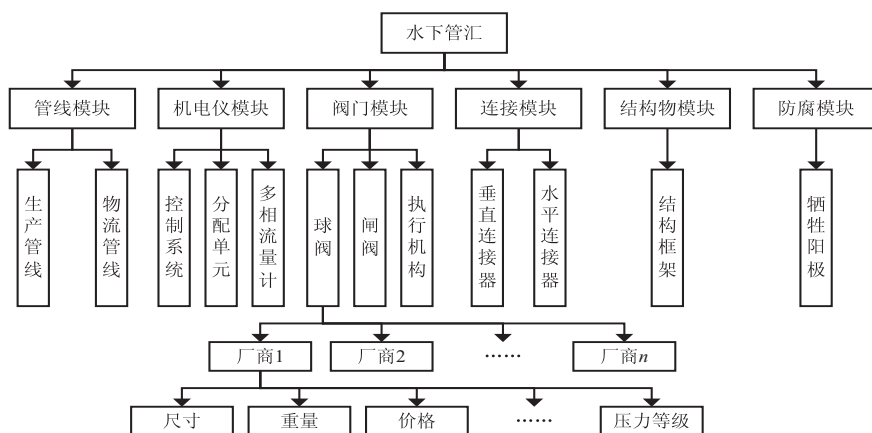 水下管汇
管线模块
机电仪模块
阀门模块
连接模块
结构物模块
防腐模块
生产管线
物流管线
控制系统
分配单元
多相流量计
球阀
闸阀
执行机构
垂直连接器
水平连接器
结构框架
牺牲阳极
厂商1
厂商2
……
厂商n
尺寸
重量
价格
……
压力等级